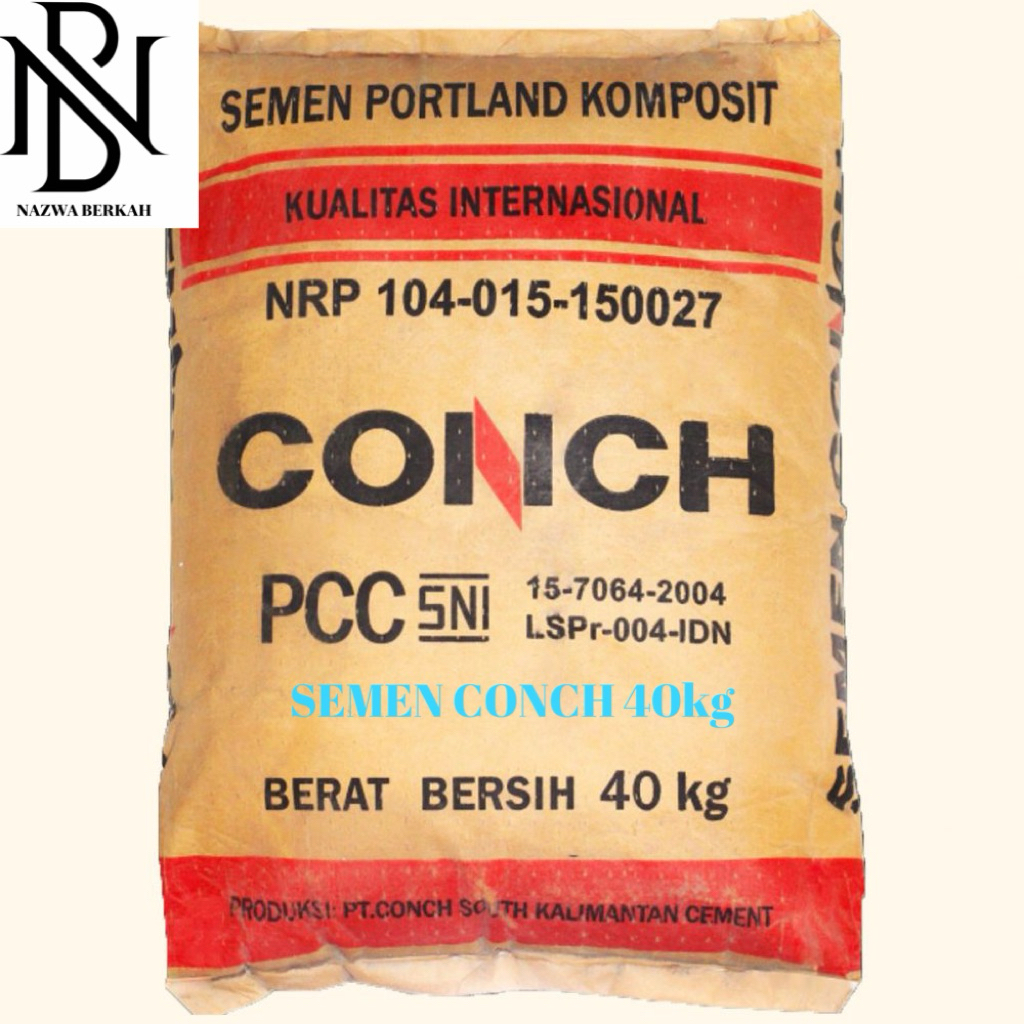 NAZWA BERKAH
SEMEN PORTLAND KOMPOSIT
KUALITAS INTERNASIONAL
NRP 104-015-150027
CONCH
PCC SNI 15-7064-2004
LSPr-004-IDN
SEMEN CONCH 40kg
BERAT BERSIH 40 kg
PRODUKSI: PT.CONCH SOUTH KALIMANTAN CEMENT